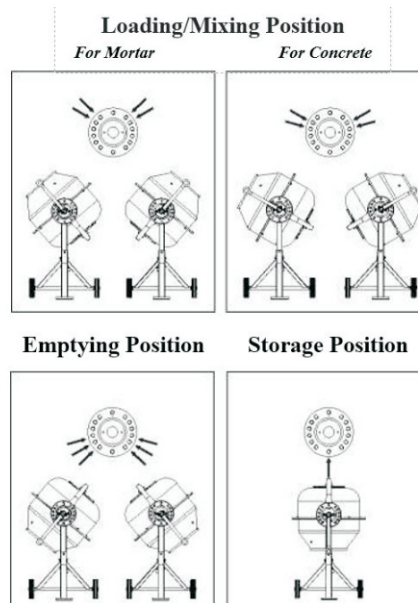 Loading/Mixing Position
For Mortar
For Concrete
Emptying Position
Storage Position